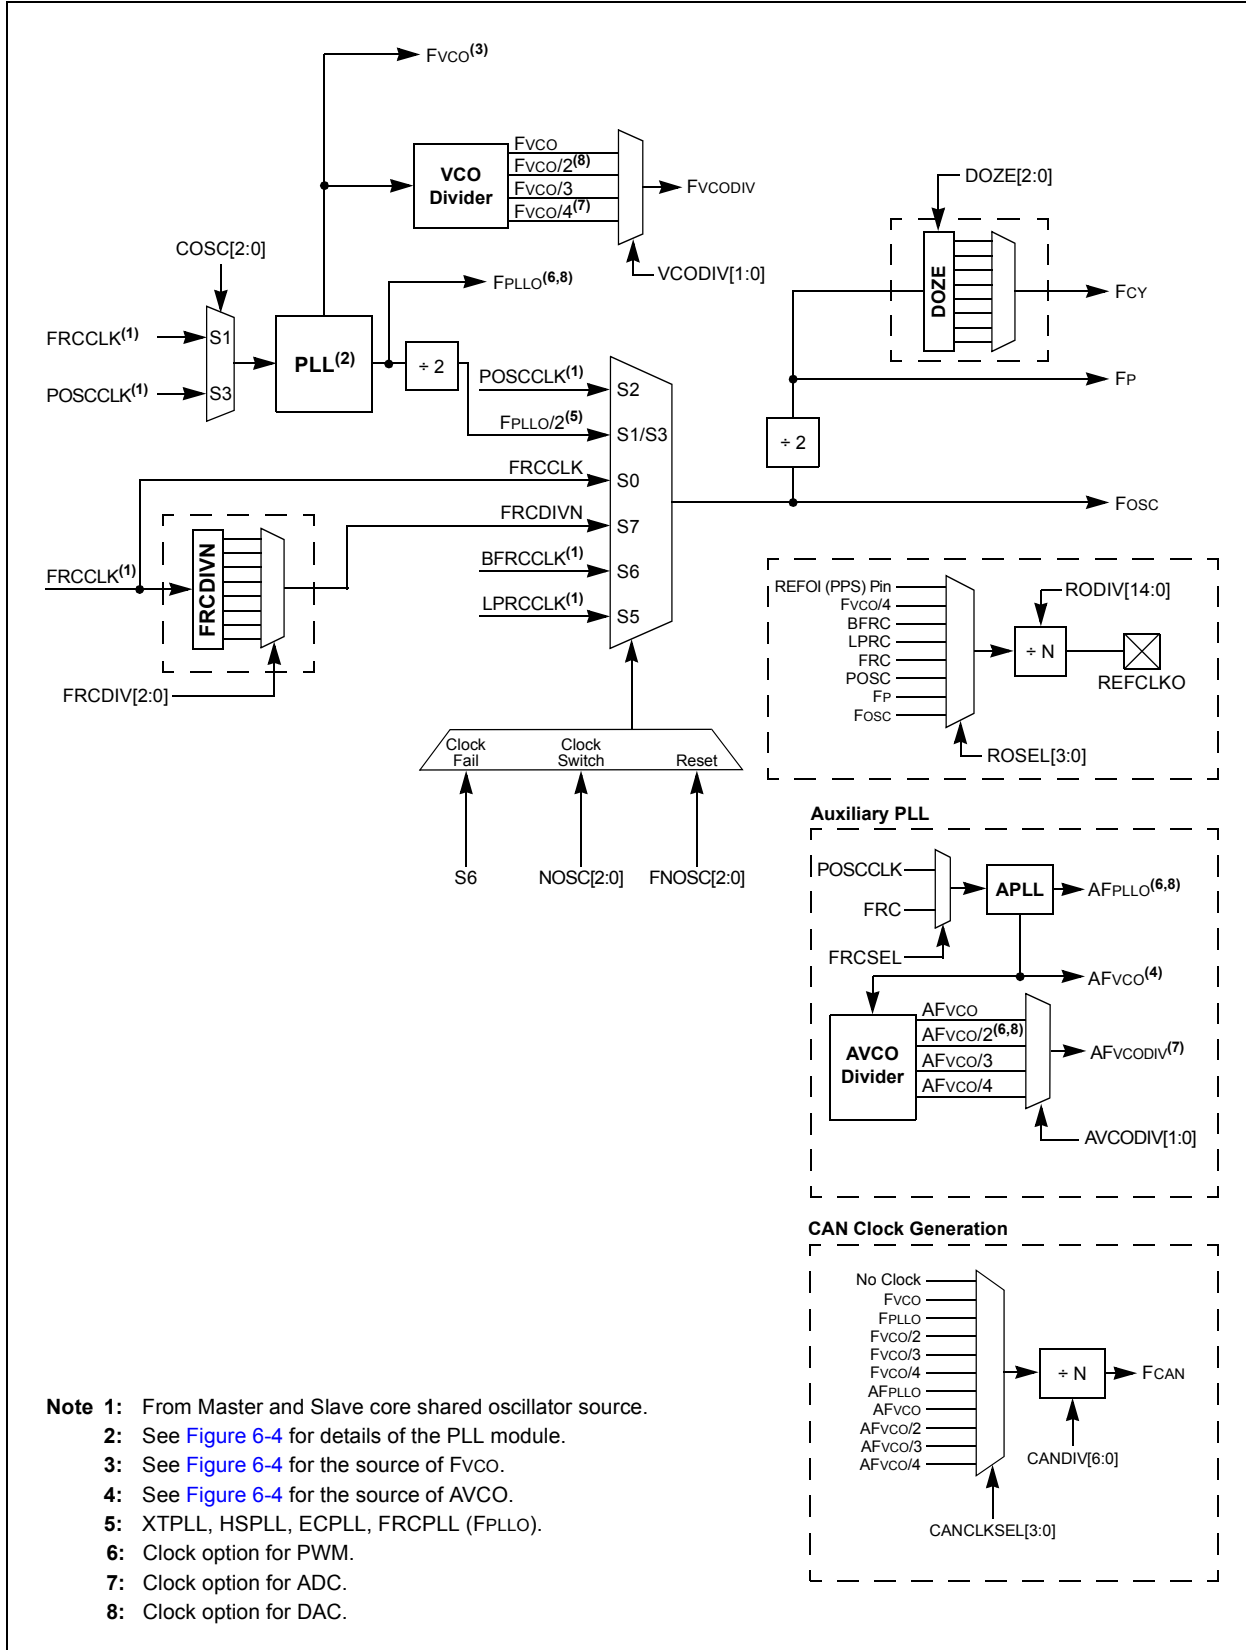 FVCO(3)
FVCO
FVCO/2(8)
FVCO/3
FVCO/4(7)
VCO
Divider
FVCODIV
VCODIV[1:0]
DOZE[2:0]
DOZE
FCY
COSC[2:0]
FPLLO(6,8)
FRCCLK(1)
S1
POSCCLK(1)
S3
PLL(2)
÷ 2
POSCCLK(1)
S2
FPLLO/2(5)
S1/S3
FRCCLK
S0
FRCDIVN
S7
BFRCCLK(1)
S6
LPRCCLK(1)
S5
FP
÷ 2
FOSC
FRCCLK(1)
FRCDIVN
FRCDIV[2:0]
Clock
Fail
Clock
Switch
Reset
S6
NOSC[2:0]
FNOSC[2:0]
REFOI (PPS) Pin
FVCO/4
BFRC
LPRC
FRC
POSC
FP
FOSC
RODIV[14:0]
÷ N
REFCLKO
ROSEL[3:0]
Auxiliary PLL
POSCCLK
FRC
FRCSEL
APLL
AFPLLO(6,8)
AFVCO(4)
AVCO
Divider
AFVCO
AFVCO/2(6,8)
AFVCO/3
AFVCO/4
AFVCODIV(7)
AVCODIV[1:0]
CAN Clock Generation
No Clock
FVCO
FPLLO
FVCO/2
FVCO/3
FVCO/4
AFPLLO
AFVCO
AFVCO/2
AFVCO/3
AFVCO/4
÷ N
FCAN
CANDIV[6:0]
CANCLKSEL[3:0]
Note 1: From Master and Slave core shared oscillator source.
2: See Figure 6-4 for details of the PLL module.
3: See Figure 6-4 for the source of FVCO.
4: See Figure 6-4 for the source of AVCO.
5: XTPLL, HSPLL, ECPLL, FRCPLL (FPLLO).
6: Clock option for PWM.
7: Clock option for ADC.
8: Clock option for DAC.